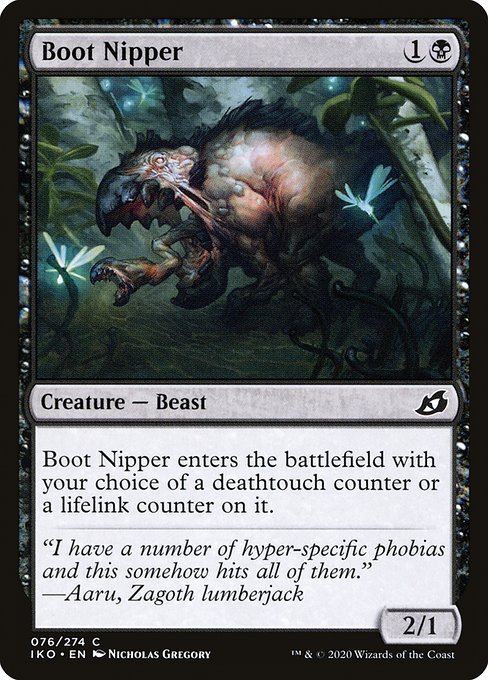 Boot Nipper 1
Creature — Beast
Boot Nipper enters the battlefield with
your choice of a deathtouch counter or
a lifelink counter on it.
“I have a number of hyper-specific phobias
and this somehow hits all of them.”
—Aaru, Zagoth lumberjack
2/1
076/274 C
IKO • EN Nicholas Gregory ™ & © 2020 Wizards of the Coast